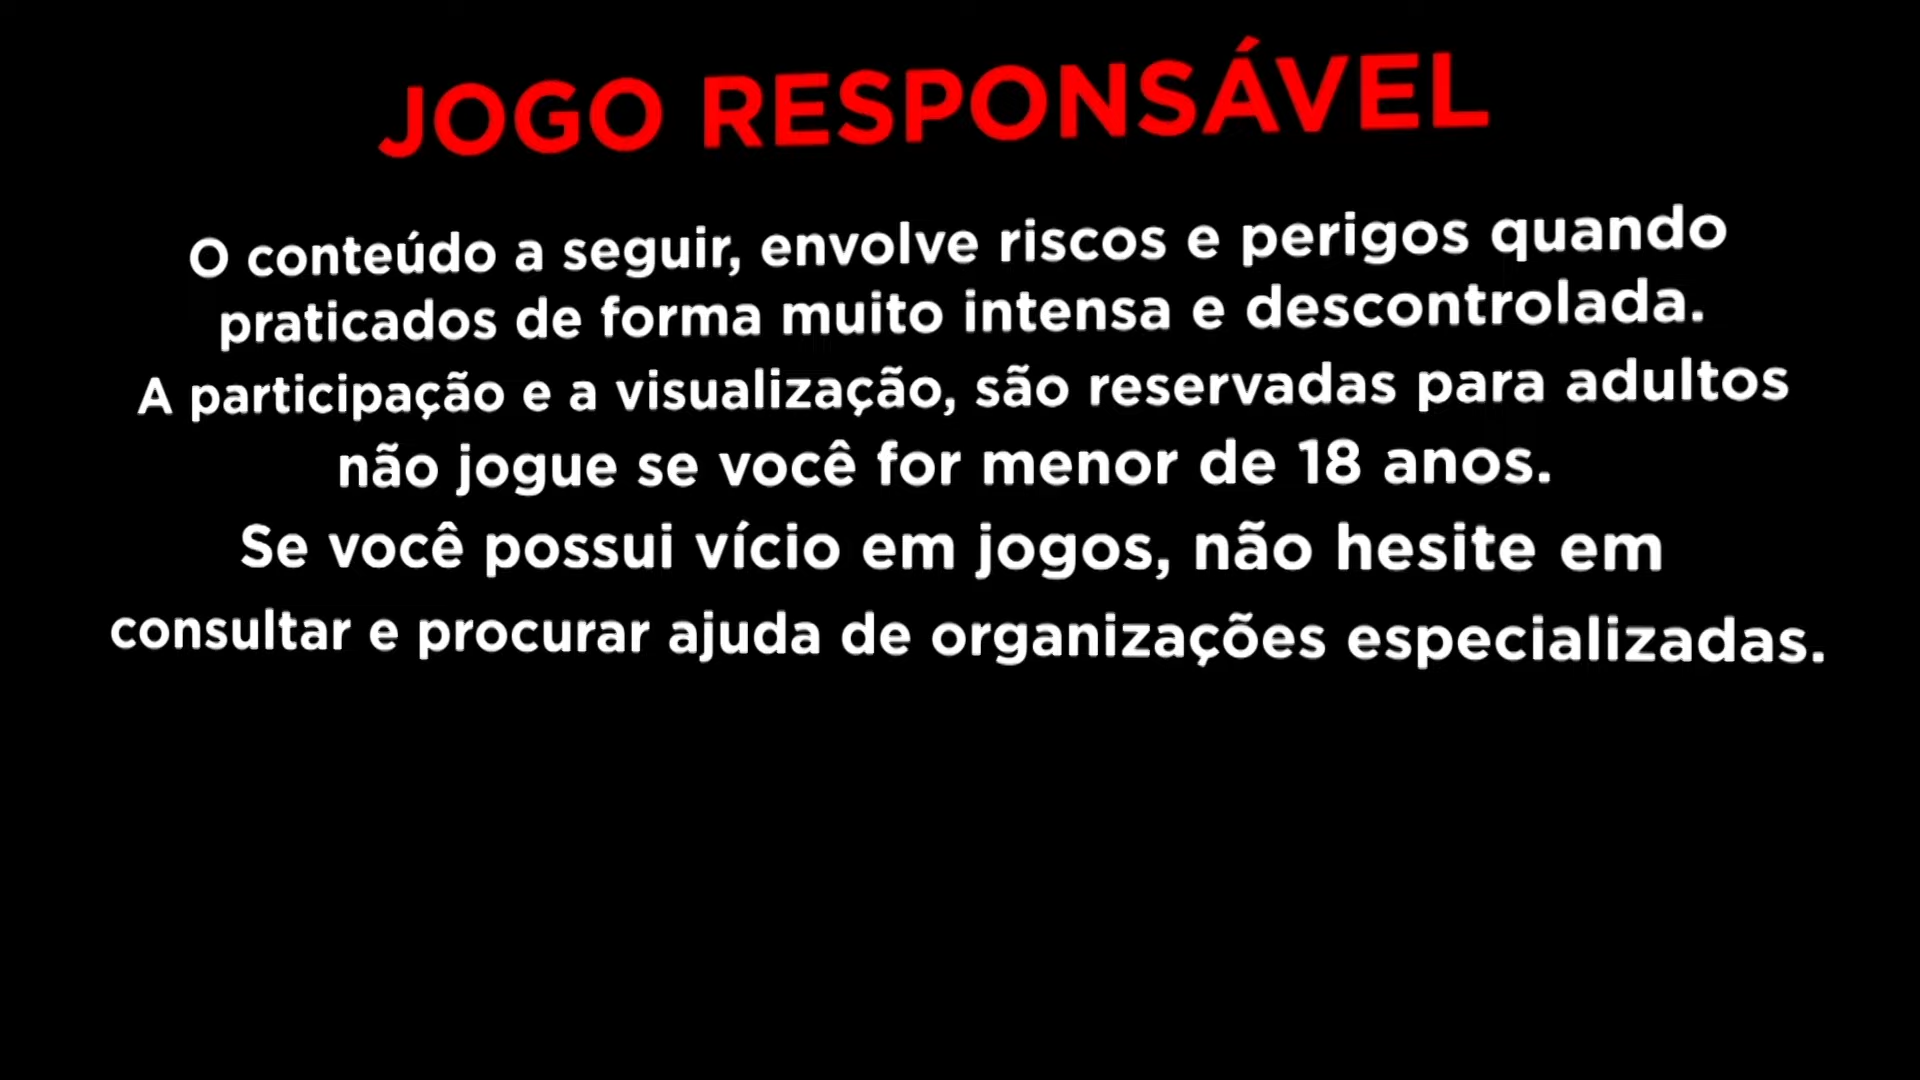 JOGO RESPONSÁVEL
O conteúdo a seguir, envolve riscos e perigos quando
praticados de forma muito intensa e descontrolada.
A participação e a visualização, são reservadas para adultos
não jogue se você for menor de 18 anos.
Se você possui vício em jogos, não hesite em
consultar e procurar ajuda de organizações especializadas.